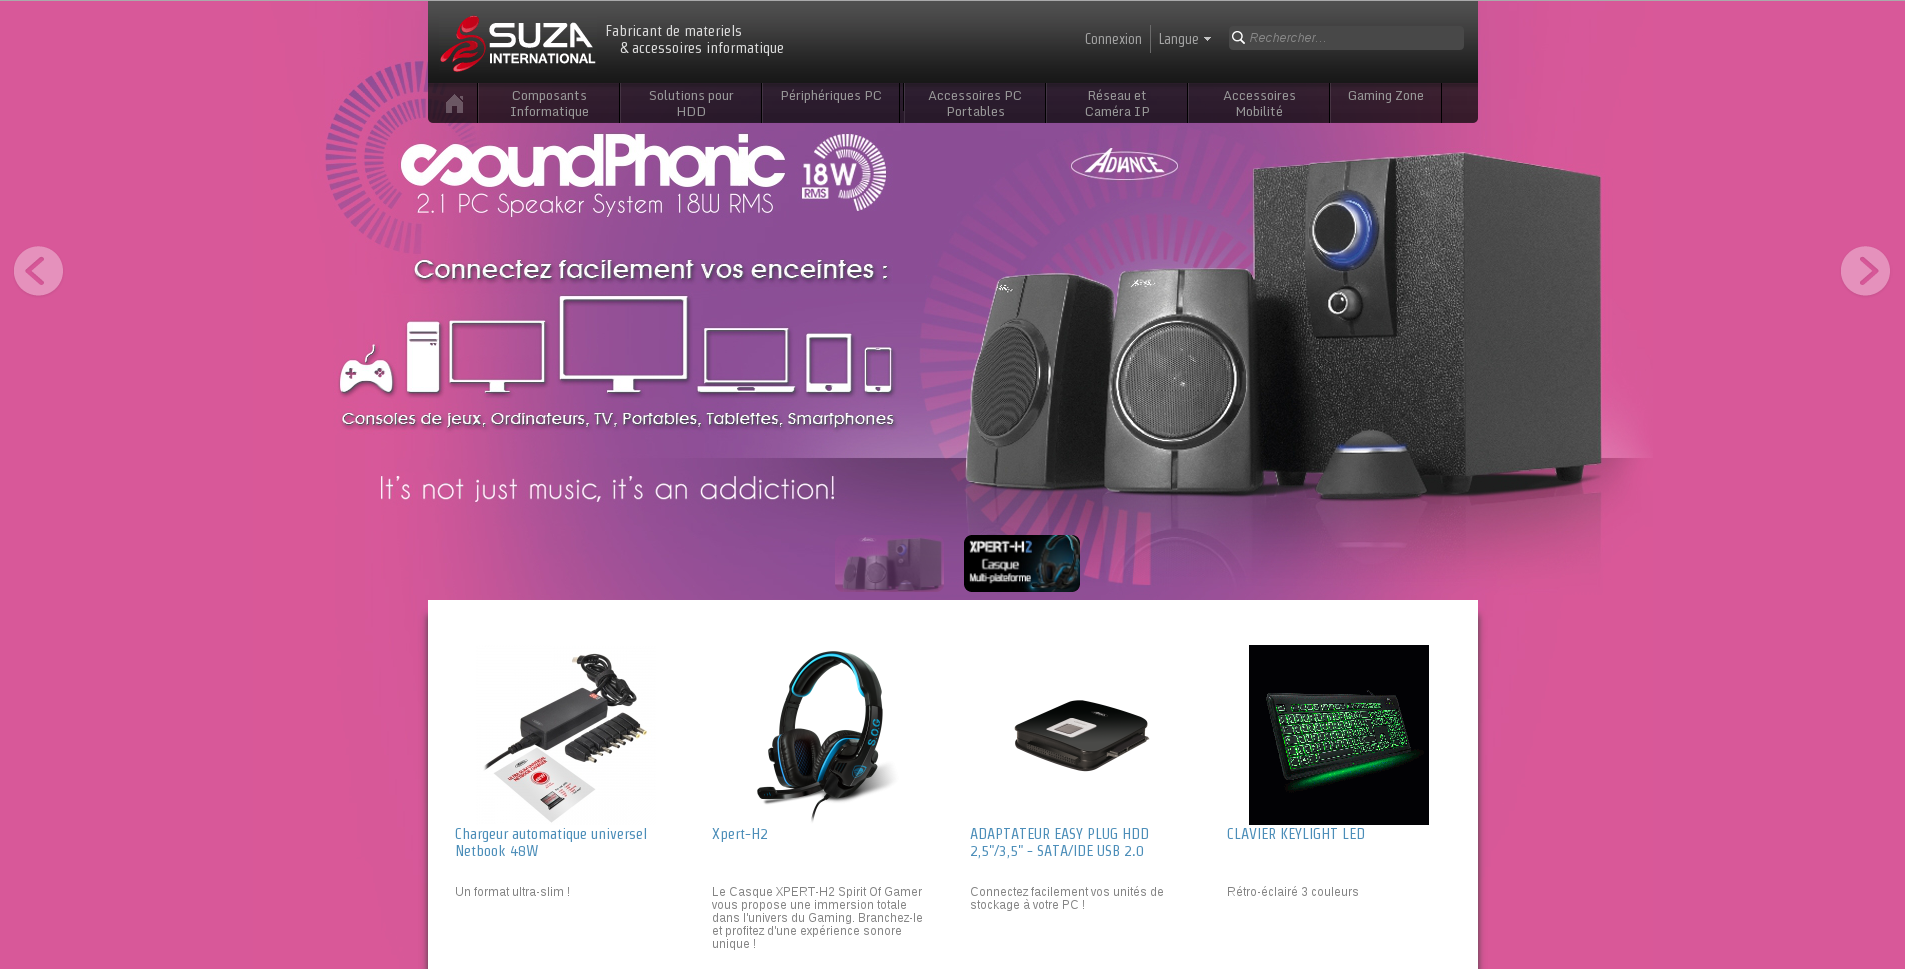 SUZA
INTERNATIONAL
Fabricant de materiels
& accessoires informatique
Connexion
Langue
Rechercher...
Composants
Informatique
Solutions pour
HDD
Périphériques PC
Accessoires PC
Portables
Réseau et
Caméra IP
Accessoires
Mobilité
Gaming Zone
SoundPhonic
18W
RMS
2.1 PC Speaker System 18W RMS
ADVANCE
Connectez facilement vos enceintes :
Consoles de jeux, Ordinateurs, TV, Portables, Tablettes, Smartphones
It's not just music, it's an addiction!
XPERT-H2
Casque
Multi-plateforme
S.O.G
Chargeur automatique universel
Netbook 48W
Xpert-H2
ADAPTATEUR EASY PLUG HDD
2,5"/3,5" - SATA/IDE USB 2.0
CLAVIER KEYLIGHT LED
Un format ultra-slim !
Le Casque XPERT-H2 Spirit Of Gamer
vous propose une immersion totale
dans l'univers du Gaming. Branchez-le
et profitez d'une expérience sonore
unique !
Connectez facilement vos unités de
stockage à votre PC !
Rétro-éclairé 3 couleurs